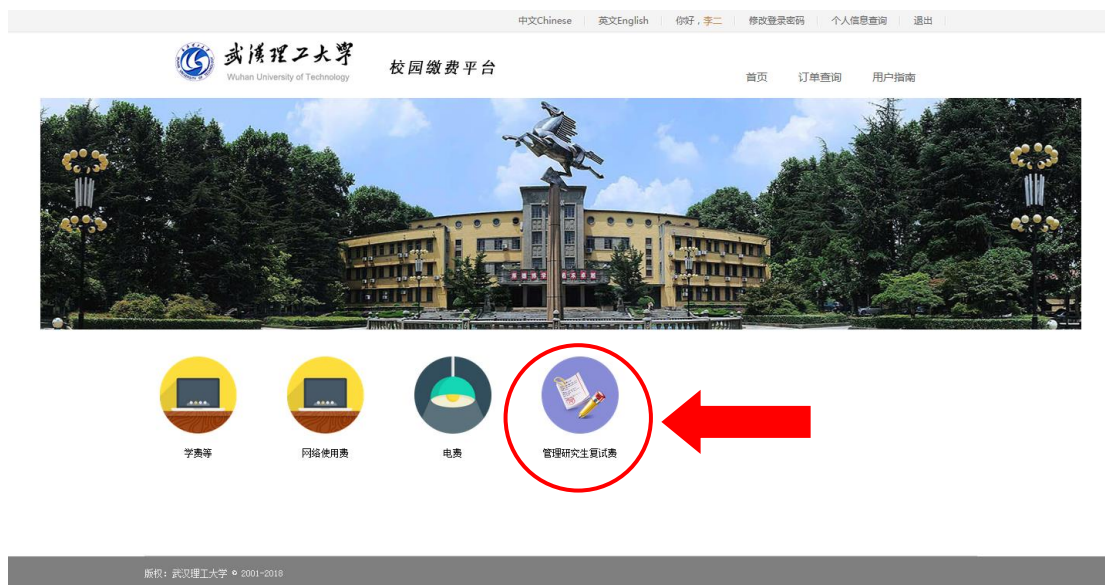 中文Chinese 英文English 你好，李二 修改登录密码 个人信息查询 退出
武汉理工大学
Wuhan University of Technology
校园缴费平台
首页 订单查询 用户指南
学费等 网络使用费 电费 管理研究生复试费
版权：武汉理工大学 © 2001-2018